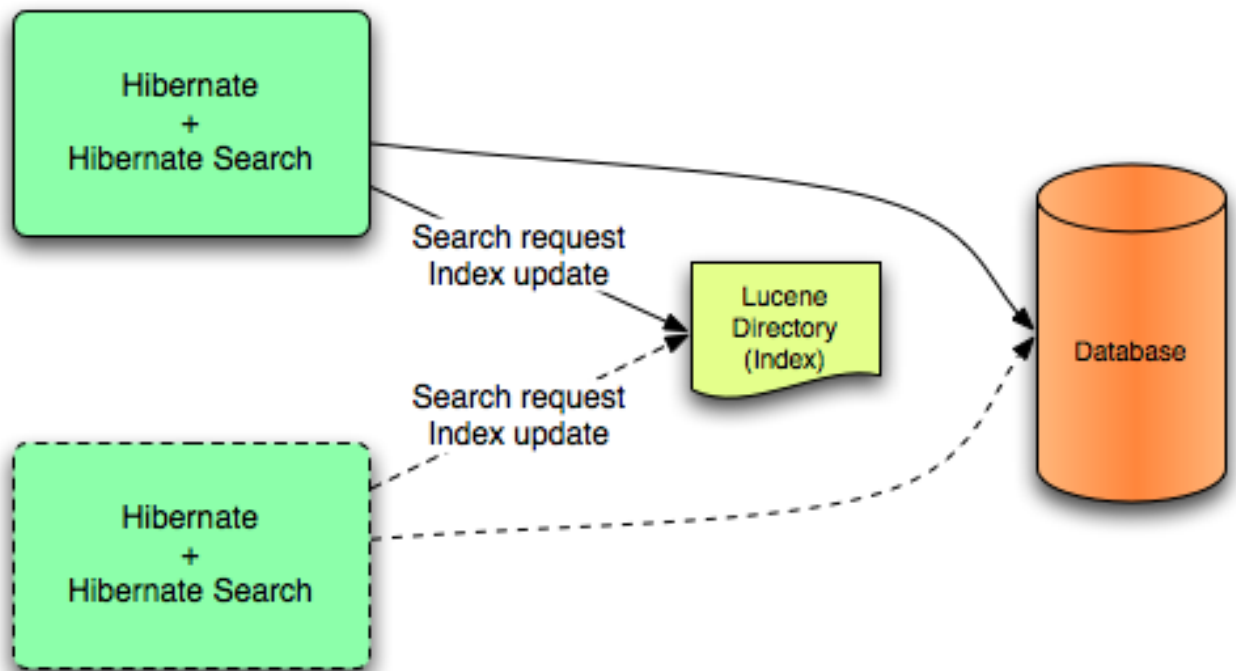 Hibernate
+
Hibernate Search
Search request
Index update
Lucene
Directory
(Index)
Database
Search request
Index update
Hibernate
+
Hibernate Search